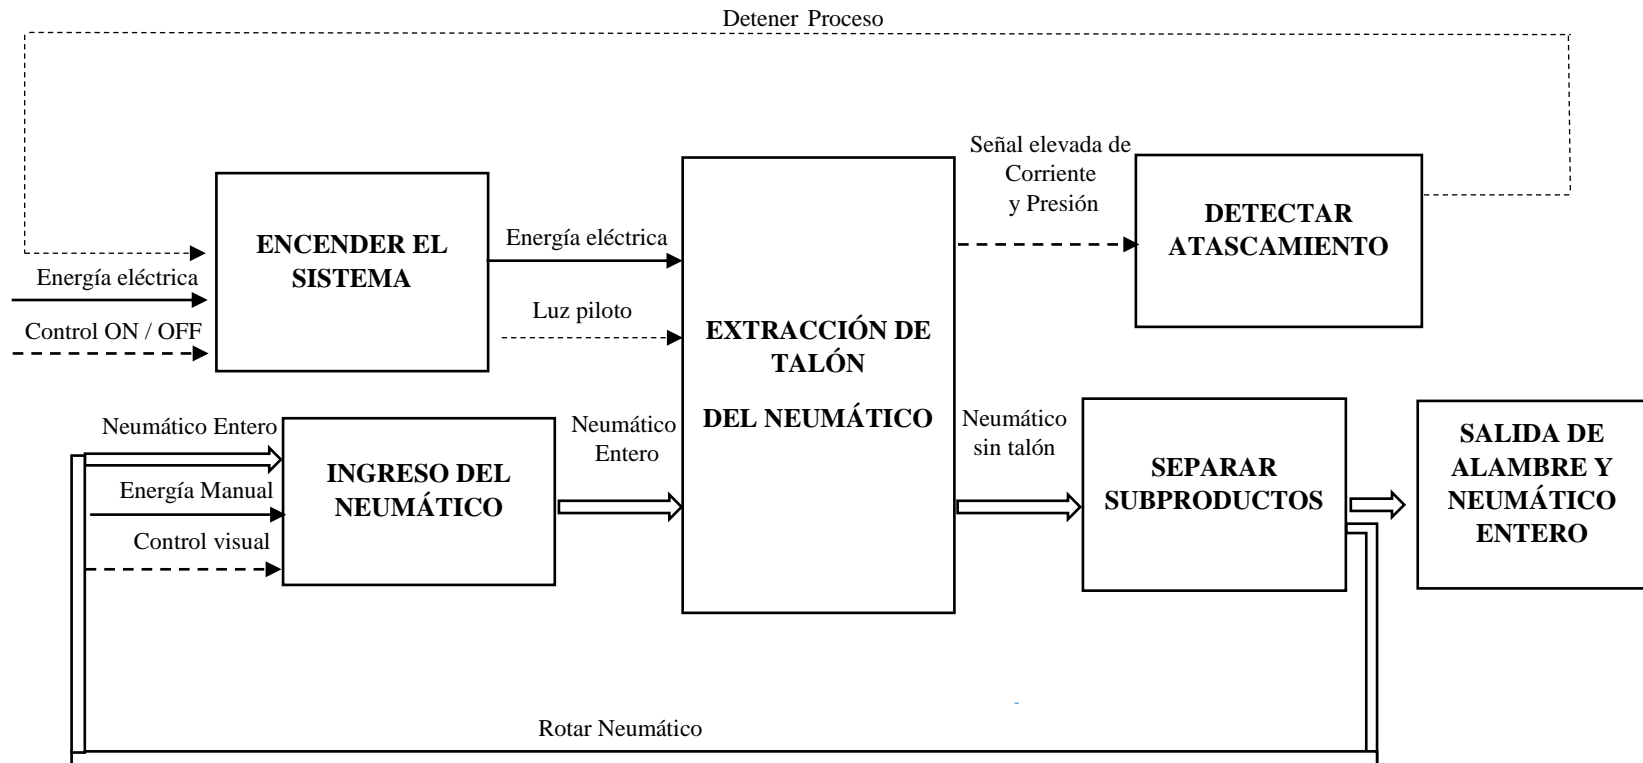 Detener Proceso
Señal elevada de
Corriente
y Presión
DETECTAR
ATASCAMIENTO
ENCENDER EL
SISTEMA
Energía eléctrica
Energía eléctrica
Control ON / OFF
Luz piloto
EXTRACCIÓN DE
TALÓN
DEL NEUMÁTICO
Neumático Entero
Energía Manual
Control visual
INGRESO DEL
NEUMÁTICO
Neumático
Entero
Neumático
sin talón
SEPARAR
SUBPRODUCTOS
SALIDA DE
ALAMBRE Y
NEUMÁTICO
ENTERO
Rotar Neumático